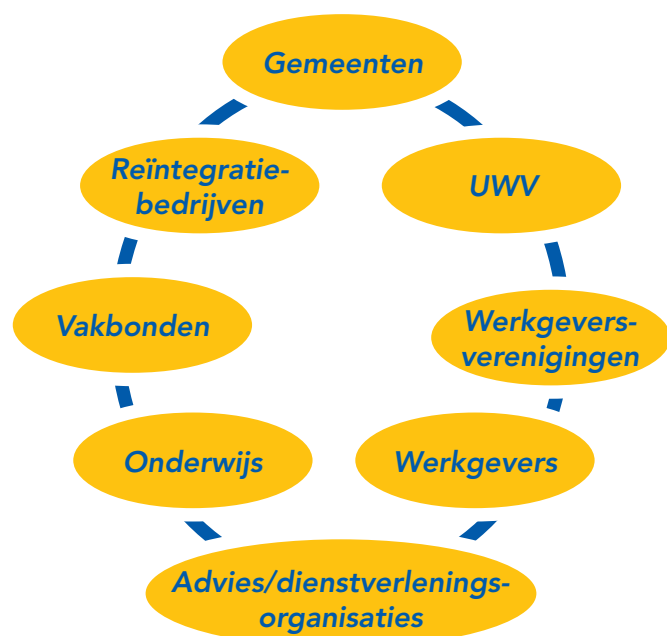 Gemeenten
Reïntegratie-
bedrijven
UWV
Vakbonden
Werkgevers-
verenigingen
Onderwijs
Werkgevers
Advies/dienstverlenings-
organisaties